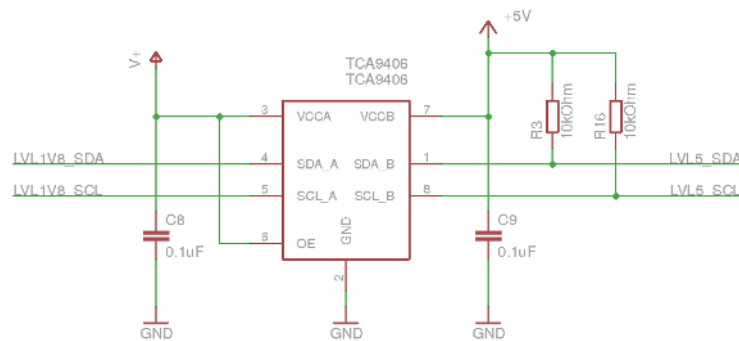 +5V
V+
TCA9406
TCA9406
3 VCCA VCCB 7
R3
10kOhm
R16
10kOhm
LVL1V8_SDA 4 SDA_A SDA_B 1 LVL5_SDA
LVL1V8_SCL 5 SCL_A SCL_B 8 LVL5_SCL
C8
0.1uF
6 OE GND
2
C9
0.1uF
GND GND GND